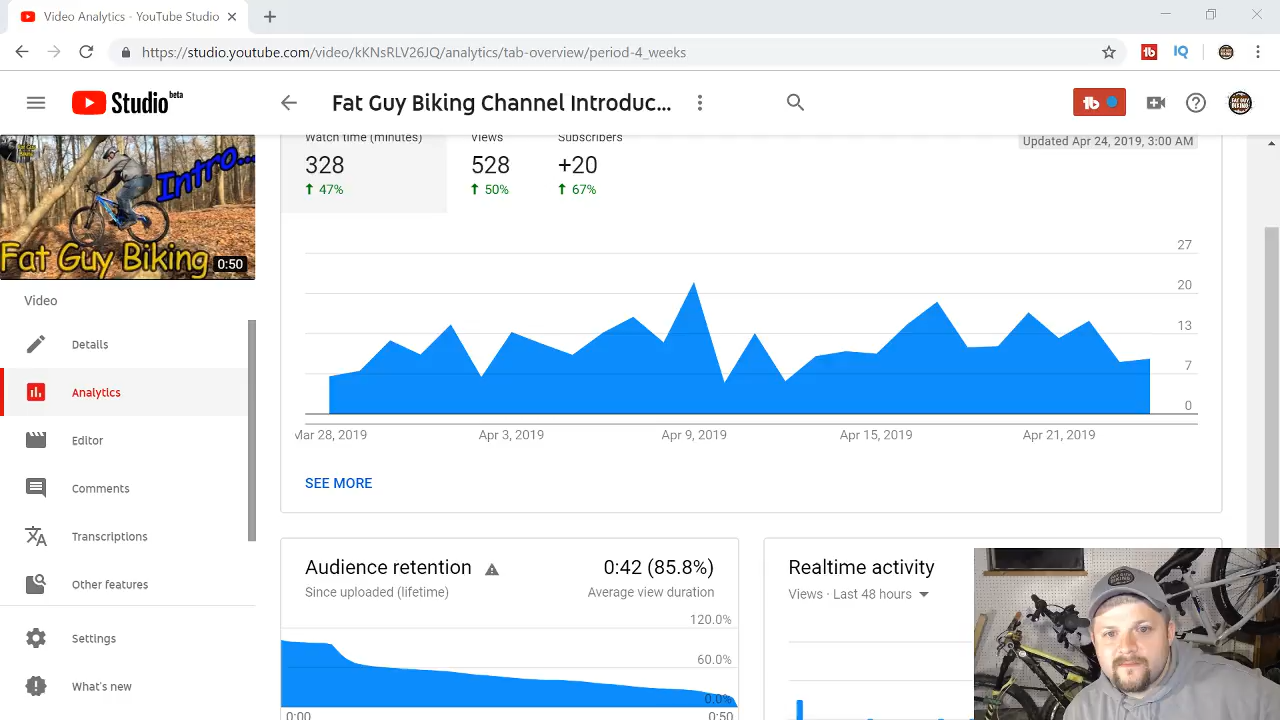 Video Analytics - YouTube Studio
https://studio.youtube.com/video/kKNsRLV26JQ/analytics/tab-overview/period-4_weeks
Studio beta
Fat Guy Biking Channel Introduc...
Intro...
Fat Guy Biking
0:50
Watch time (minutes) Views Subscribers
328 528 +20
47% 50% 67%
Updated Apr 24, 2019, 3:00 AM
27
20
13
7
0
Mar 28, 2019 Apr 3, 2019 Apr 9, 2019 Apr 15, 2019 Apr 21, 2019
SEE MORE
Video
Details
Analytics
Editor
Comments
Transcriptions
Other features
Settings
What's new
Audience retention 0:42 (85.8%)
Since uploaded (lifetime) Average view duration
120.0%
60.0%
0.0%
0:00 0:50
Realtime activity
Views · Last 48 hours